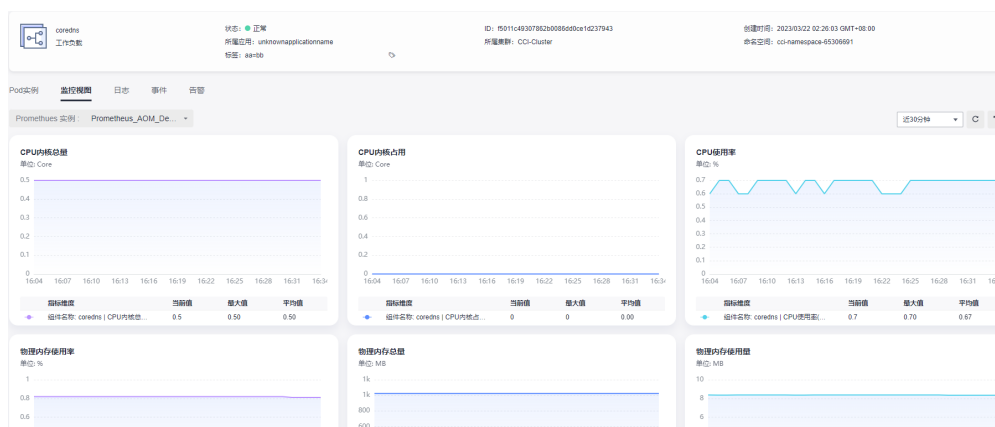 coredns
工作负载
状态： 正常
所属应用： unknownapplicationname
标签： aa=bb
ID： f5011c49307862b0086dd0ce1d237943
所属集群： CCI-Cluster
创建时间： 2023/03/22 02:26:03 GMT+08:00
命名空间： cci-namespace-65306691
Pod实例 监控视图 日志 事件 告警
Promethues 实例： Prometheus_AOM_De...
近30分钟
CPU内核总量
单位: Core
0.5
0.4
0.3
0.2
0.1
0
16:04 16:07 16:10 16:13 16:16 16:19 16:22 16:25 16:28 16:31
指标维度 当前值 最大值 平均值
组件名称: coredns | CPU内核总... 0.5 0.50 0.50
CPU内核占用
单位: Core
1
0.8
0.6
0.4
0.2
0
16:04 16:07 16:10 16:13 16:16 16:19 16:22 16:25 16:28 16:31
指标维度 当前值 最大值 平均值
组件名称: coredns | CPU内核占... 0 0 0.00
CPU使用率
单位: %
0.7
0.6
0.5
0.4
0.3
0.2
0.1
0
16:04 16:07 16:10 16:13 16:16 16:19 16:22 16:25 16:28 16:31
指标维度 当前值 最大值 平均值
组件名称: coredns | CPU使用率(... 0.7 0.70 0.67
物理内存使用率
单位: %
1
0.8
0.6
物理内存总量
单位: MB
1k
1k
800
600
物理内存使用量
单位: MB
10
8
6